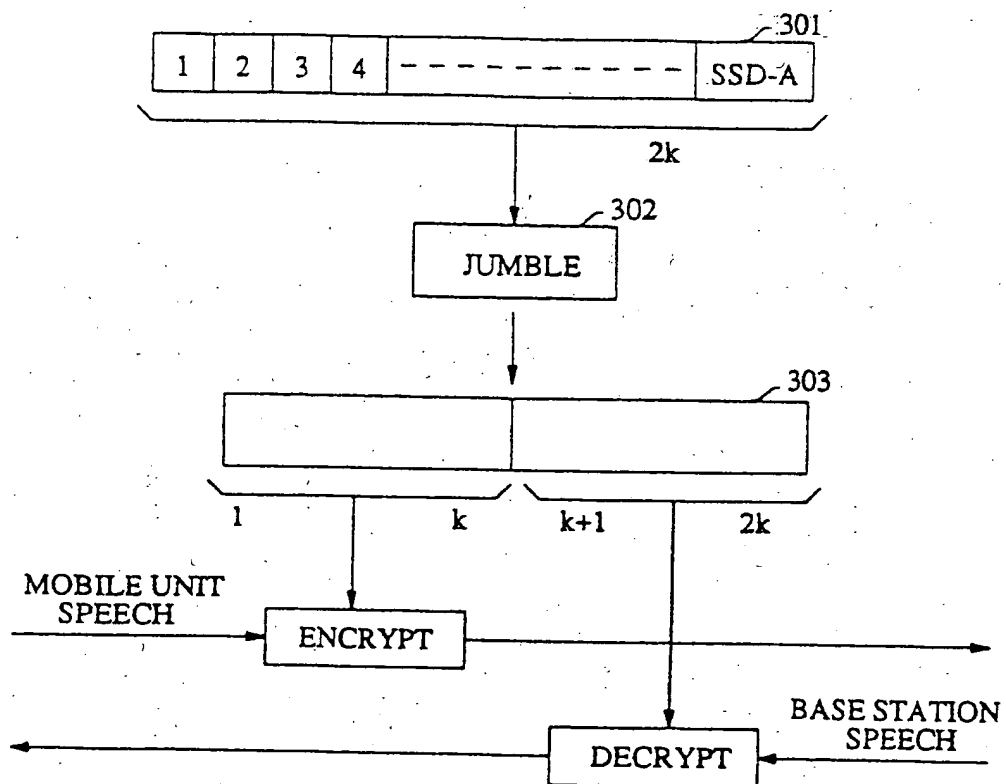 301
1 2 3 4 SSD-A
2k
302
JUMBLE
303
1 k k+1 2k
MOBILE UNIT
SPEECH
ENCRYPT
BASE STATION
SPEECH
DECRYPT